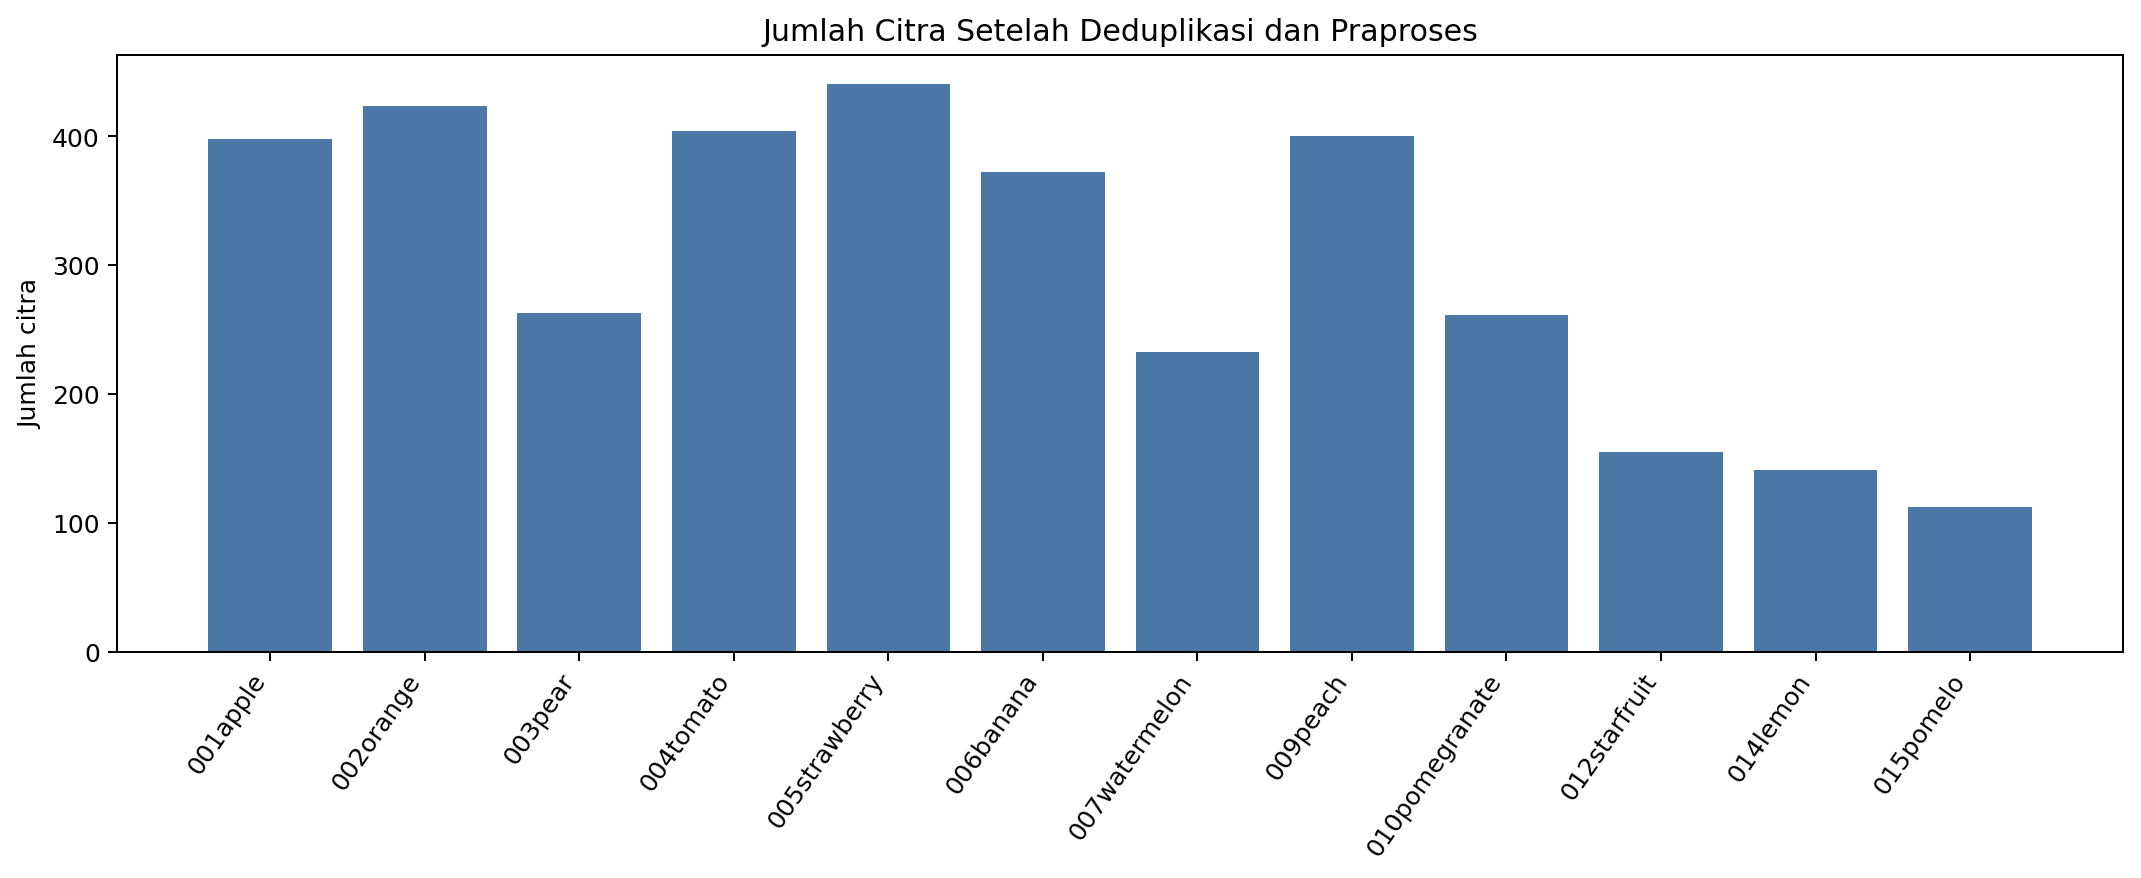 Jumlah Citra Setelah Deduplikasi dan Praproses
Jumlah citra
400
300
200
100
0
001apple
002orange
003pear
004tomato
005strawberry
006banana
007watermelon
009peach
010pomegranate
012starfruit
014lemon
015pomelo